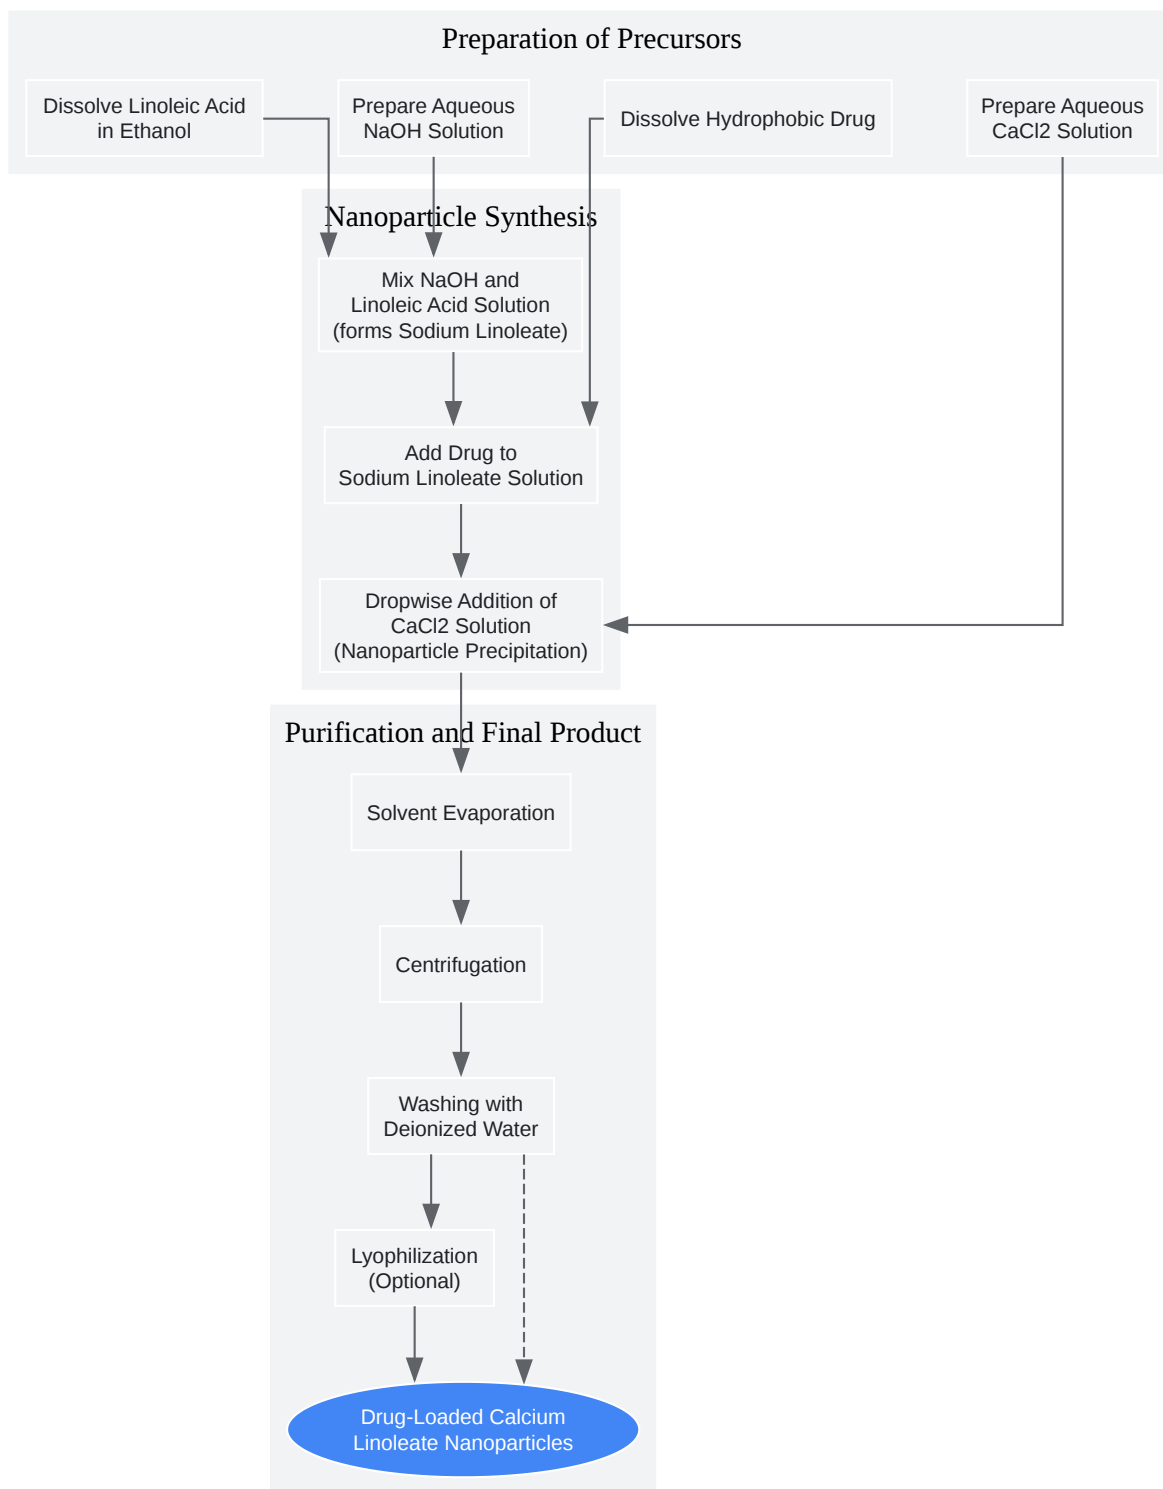 Preparation of Precursors
Dissolve Linoleic Acid
in Ethanol
Prepare Aqueous
NaOH Solution
Dissolve Hydrophobic Drug
Prepare Aqueous
CaCl2 Solution
Nanoparticle Synthesis
Mix NaOH and
Linoleic Acid Solution
(forms Sodium Linoleate)
Add Drug to
Sodium Linoleate Solution
Dropwise Addition of
CaCl2 Solution
(Nanoparticle Precipitation)
Purification and Final Product
Solvent Evaporation
Centrifugation
Washing with
Deionized Water
Lyophilization
(Optional)
Drug-Loaded Calcium
Linoleate Nanoparticles